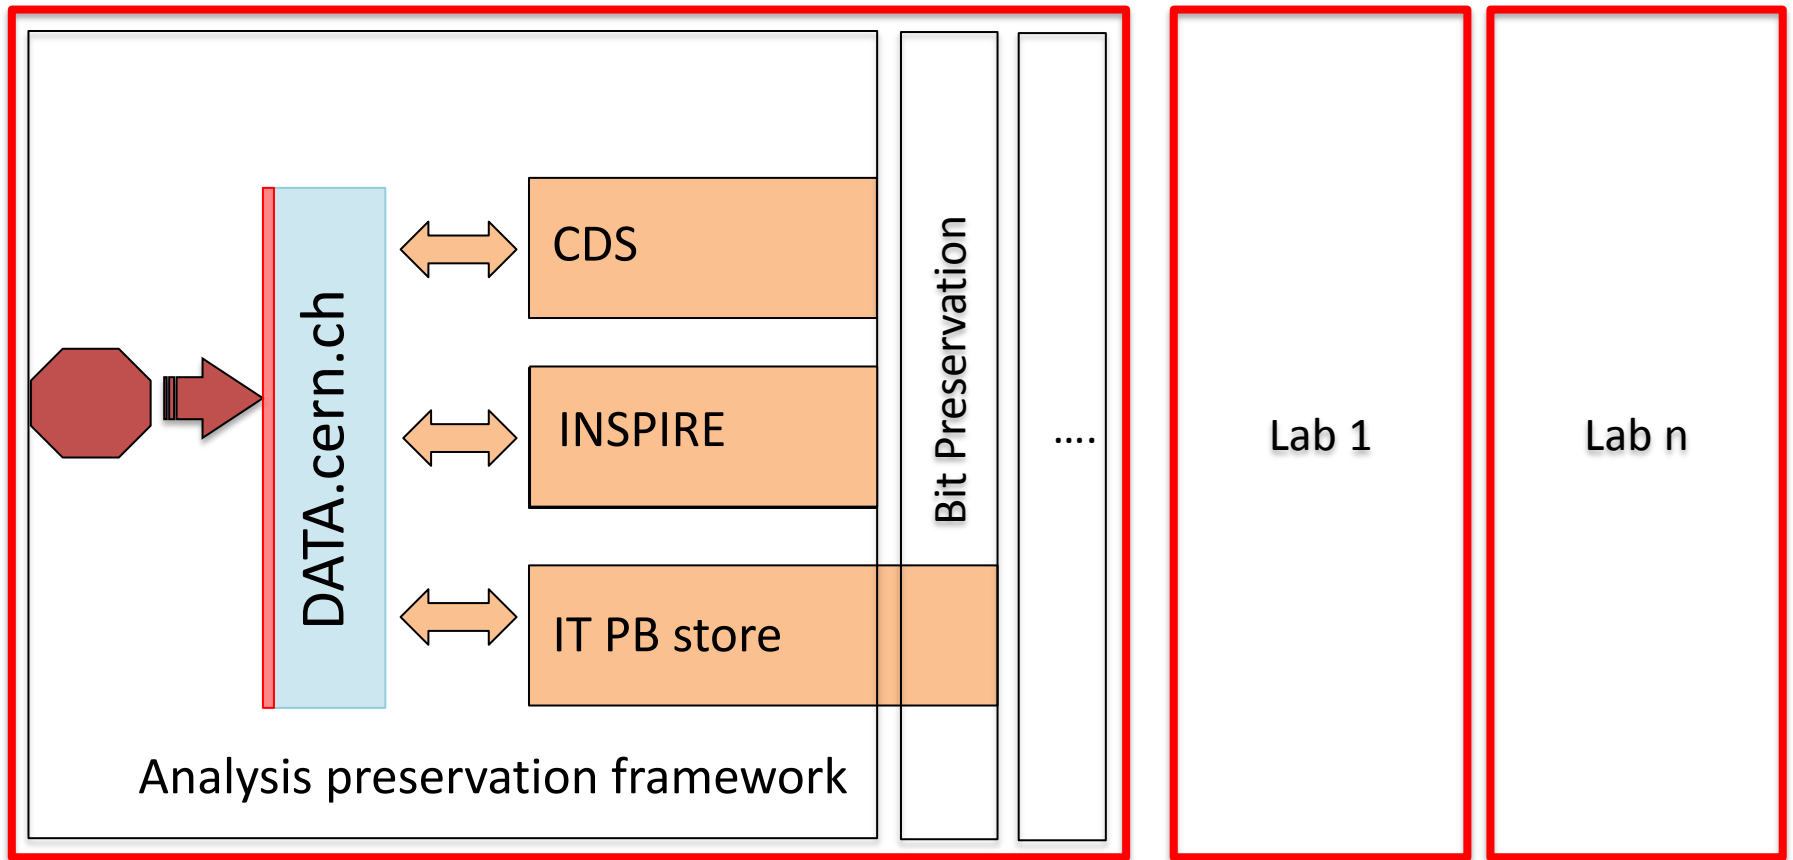 DATA.cern.ch
CDS
INSPIRE
IT PB store
Analysis preservation framework
Bit Preservation
....
Lab 1
Lab n